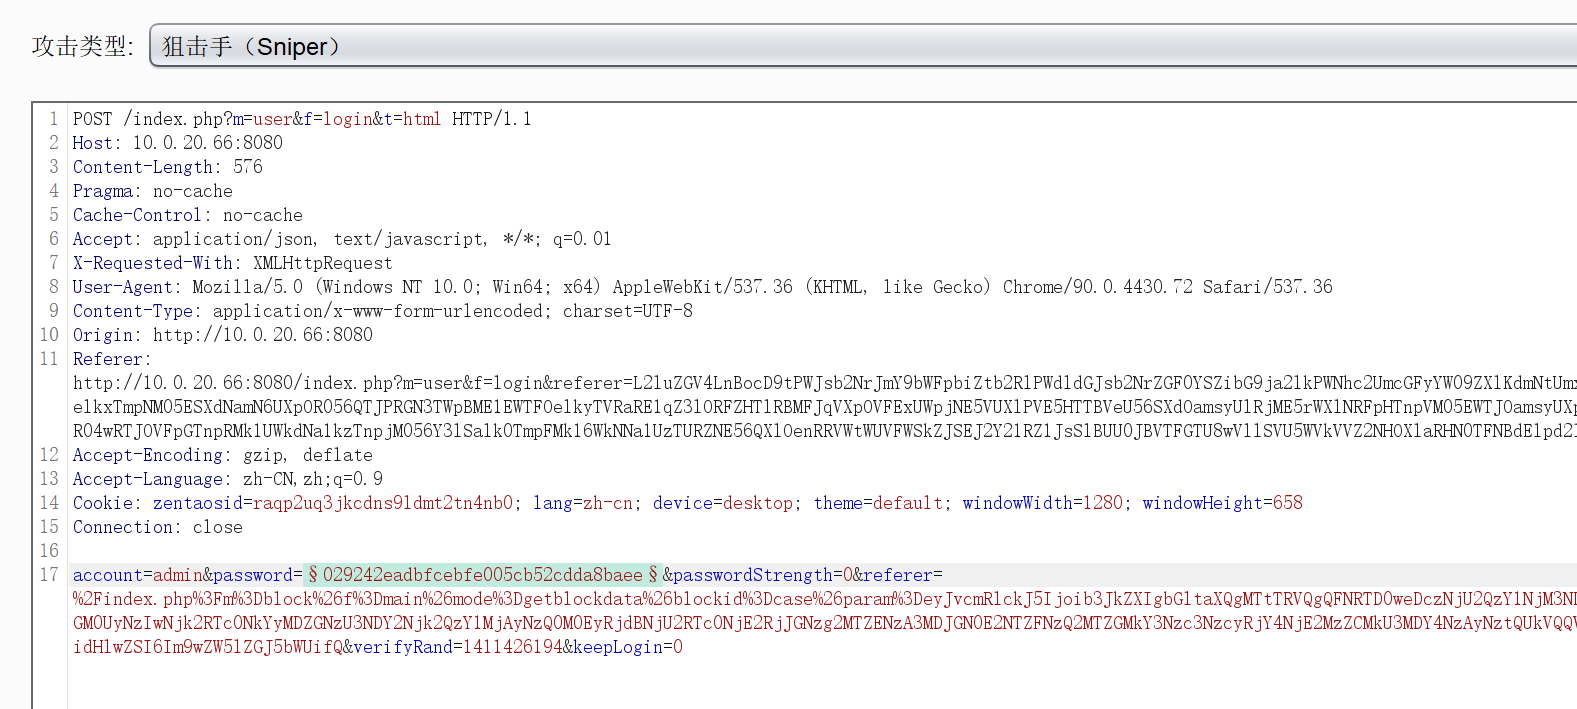 攻击类型: 狙击手（Sniper）
1 POST /index.php?m=user&f=login&t=html HTTP/1.1
2 Host: 10.0.20.66:8080
3 Content-Length: 576
4 Pragma: no-cache
5 Cache-Control: no-cache
6 Accept: application/json, text/javascript, */*; q=0.01
7 X-Requested-With: XMLHttpRequest
8 User-Agent: Mozilla/5.0 (Windows NT 10.0; Win64; x64) AppleWebKit/537.36 (KHTML, like Gecko) Chrome/90.0.4430.72 Safari/537.36
9 Content-Type: application/x-www-form-urlencoded; charset=UTF-8
10 Origin: http://10.0.20.66:8080
11 Referer:
http://10.0.20.66:8080/index.php?m=user&f=login&referer=
12 Accept-Encoding: gzip, deflate
13 Accept-Language: zh-CN,zh;q=0.9
14 Cookie: zentaosid=raqp2uq3jkcdns9ldmt2tn4nb0; lang=zh-cn; device=desktop; theme=default; windowWidth=1280; windowHeight=658
15 Connection: close
16
17 account=admin&password=§029242eadbfcebfe005cb52cdda8baee§&passwordStrength=0&referer=
%2Findex.php%3Fm%3Dblock%26f%3Dmain%26mode%3Dgetblockdata%26blockid%3Dcase%26param%3D
&verifyRand=1411426194&keepLogin=0